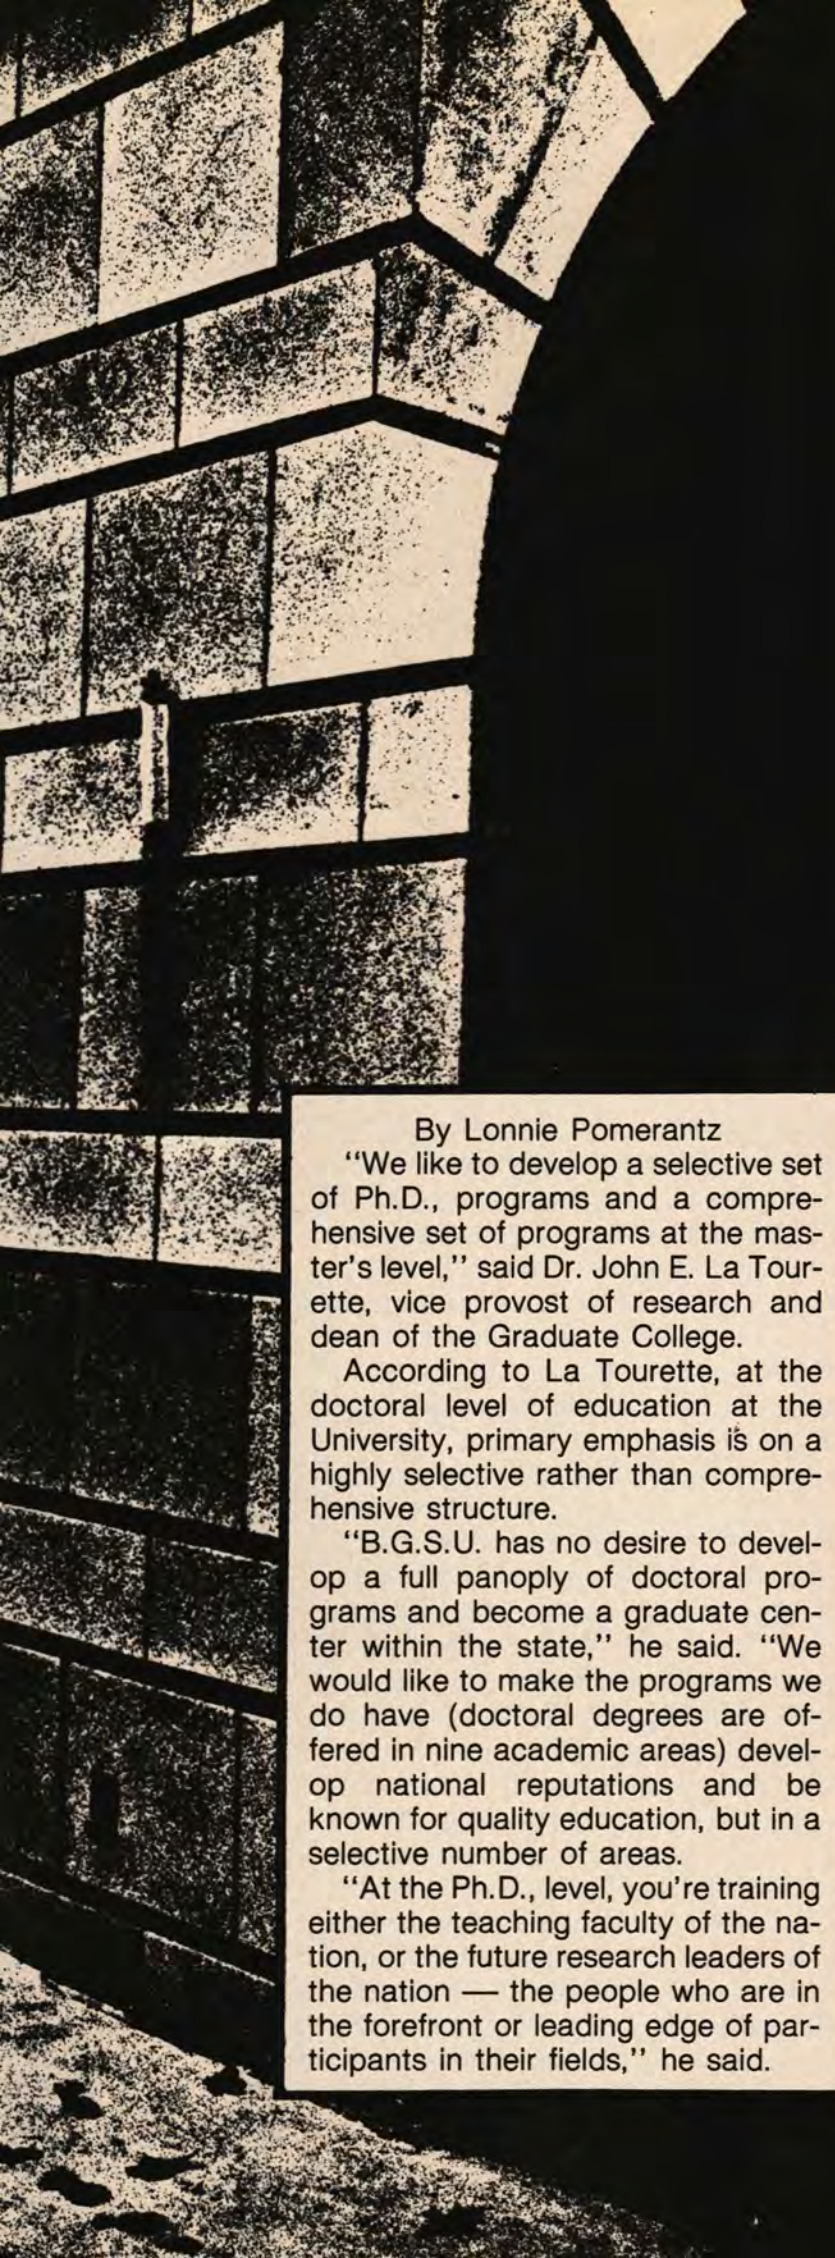 By Lonnie Pomerantz
“We like to develop a selective set
of Ph.D., programs and a compre-
hensive set of programs at the mas-
ter's level,” said Dr. John E. La Tour-
ette, vice provost of research and
dean of the Graduate College.
According to La Tourette, at the
doctoral level of education at the
University, primary emphasis is on a
highly selective rather than compre-
hensive structure.
“B.G.S.U. has no desire to devel-
op a full panoply of doctoral pro-
grams and become a graduate cen-
ter within the state,” he said. “We
would like to make the programs we
do have (doctoral degrees are of-
fered in nine academic areas) devel-
op national reputations and be
known for quality education, but in a
selective number of areas.
“At the Ph.D., level, you're training
either the teaching faculty of the na-
tion, or the future research leaders of
the nation — the people who are in
the forefront or leading edge of par-
ticipants in their fields,” he said.